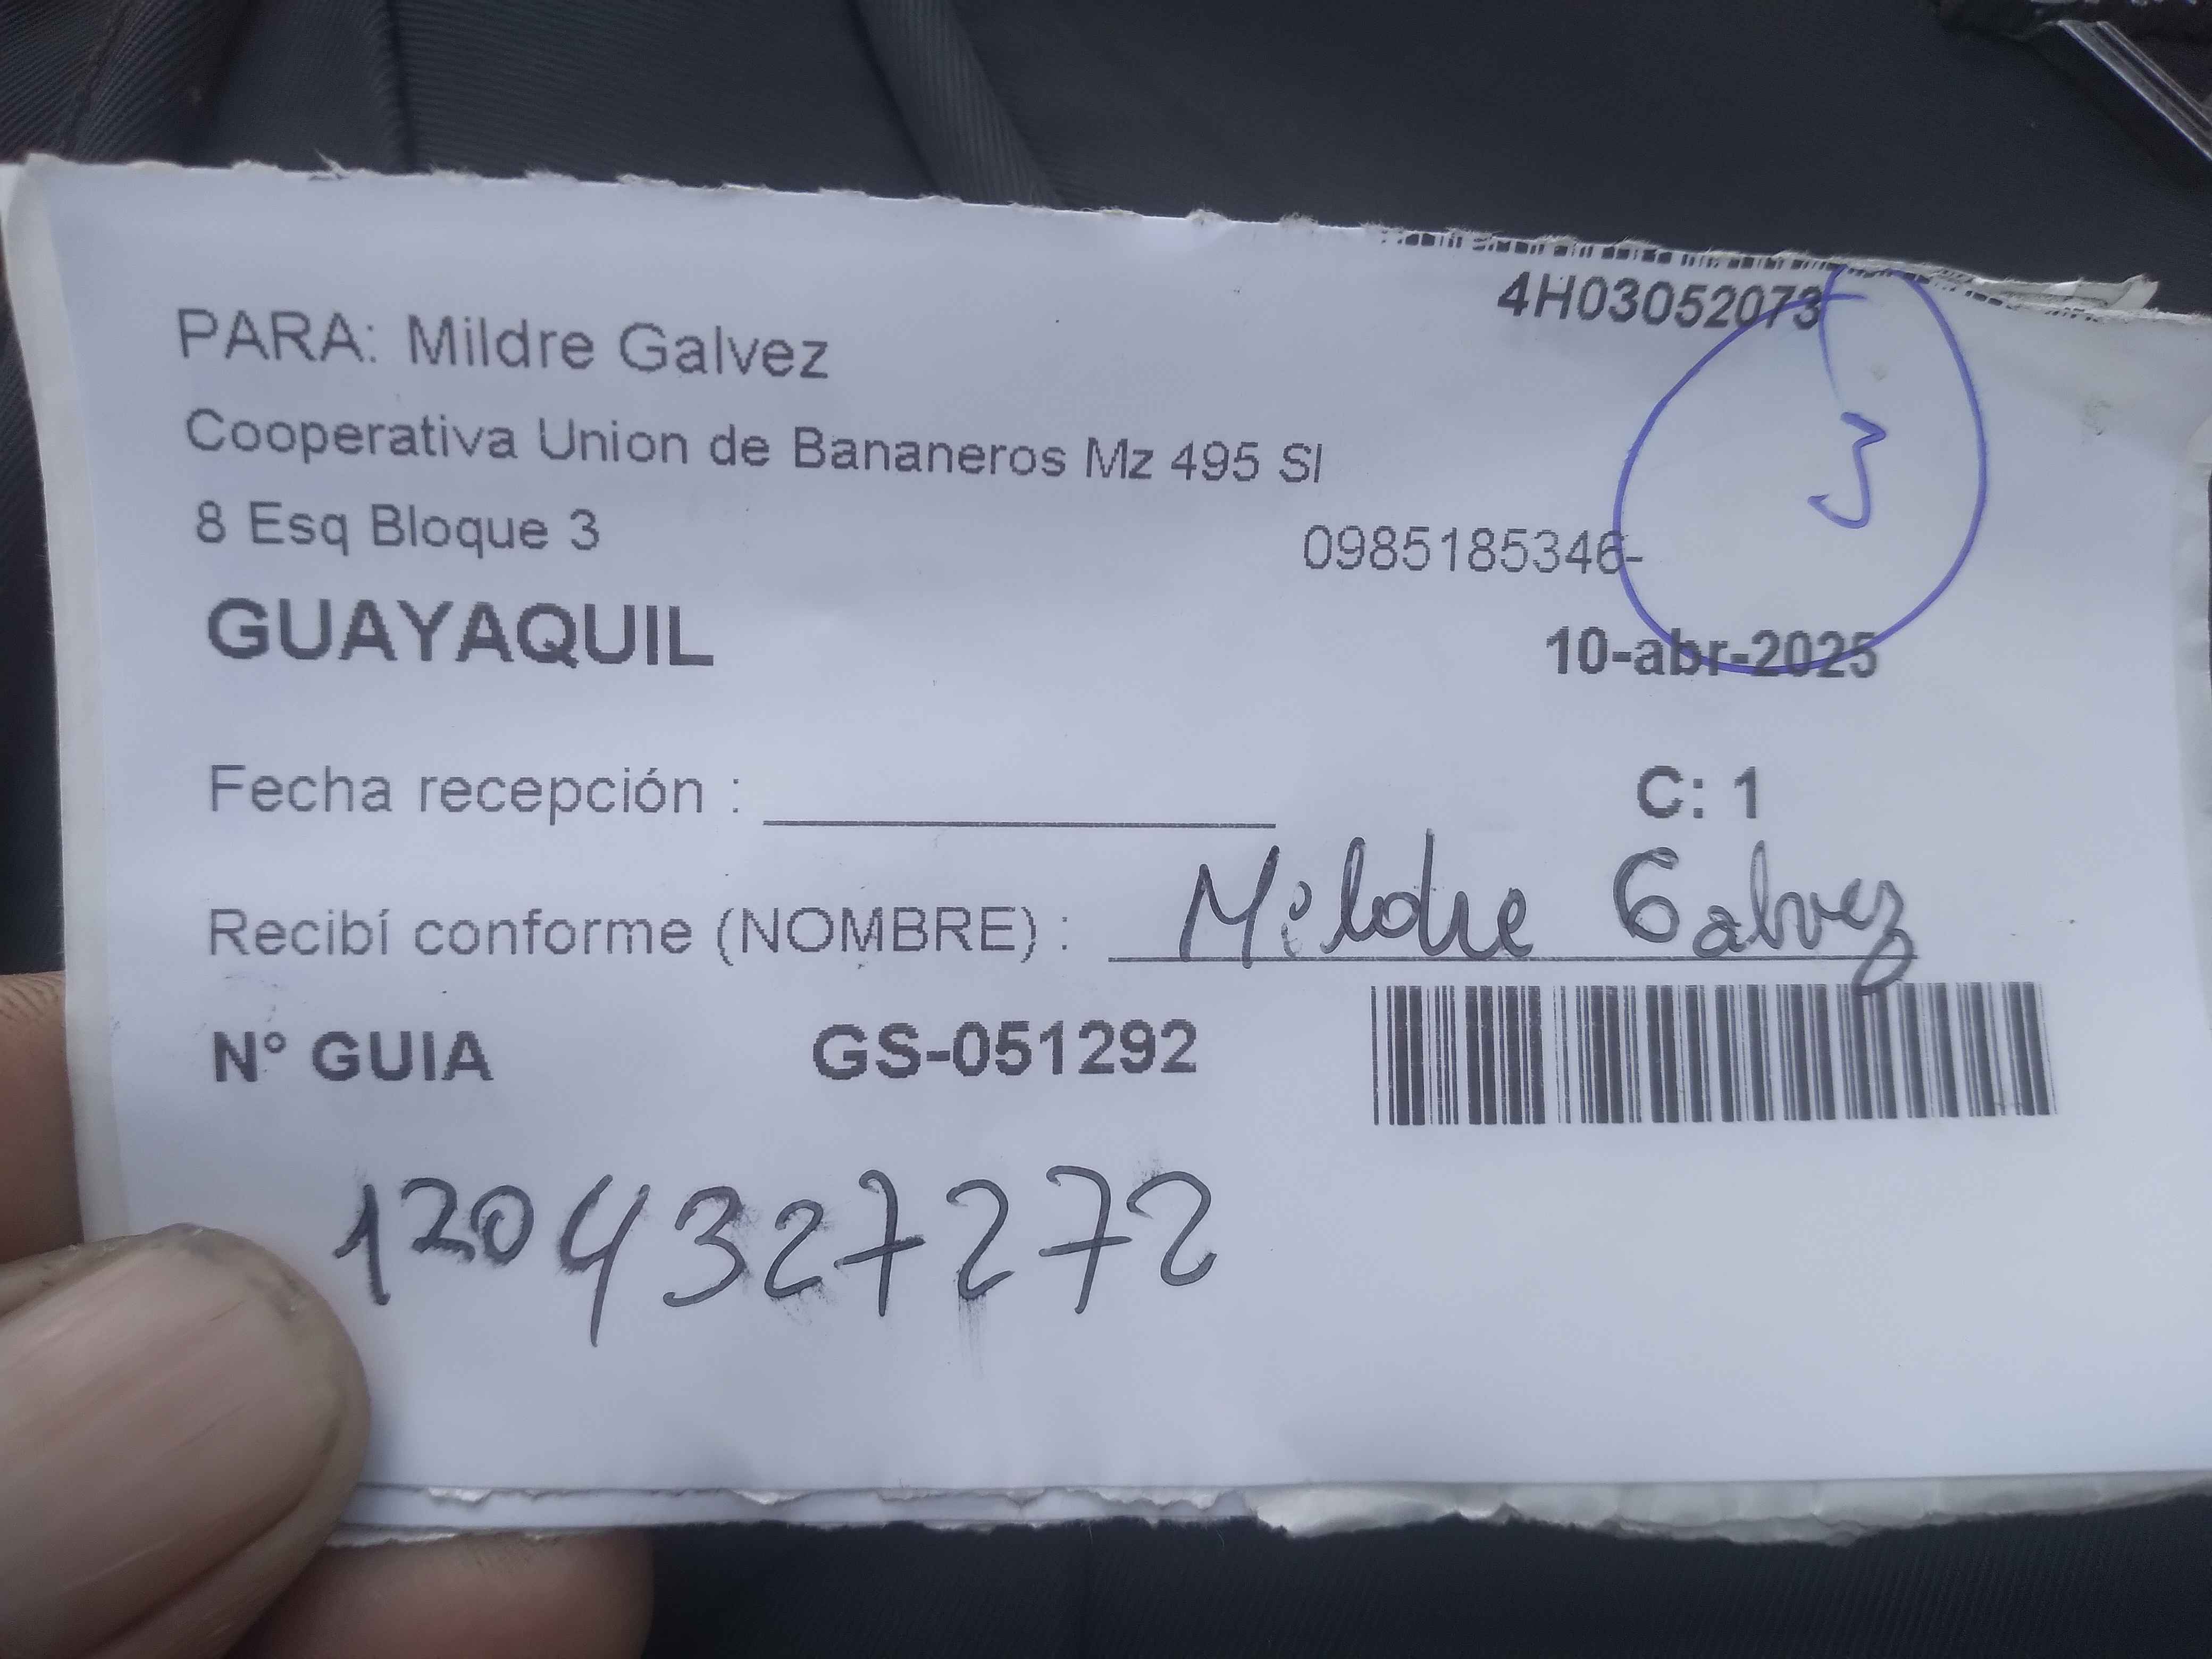 4H03052073
PARA: Mildre Galvez
Cooperativa Union de Bananeros Mz 495 Sl
8 Esq Bloque 3
0985185346-
GUAYAQUIL
10-abr-2025
Fecha recepción :
C: 1
Recibí conforme (NOMBRE) : Mildre Galvez
N° GUIA GS-051292
1204327272